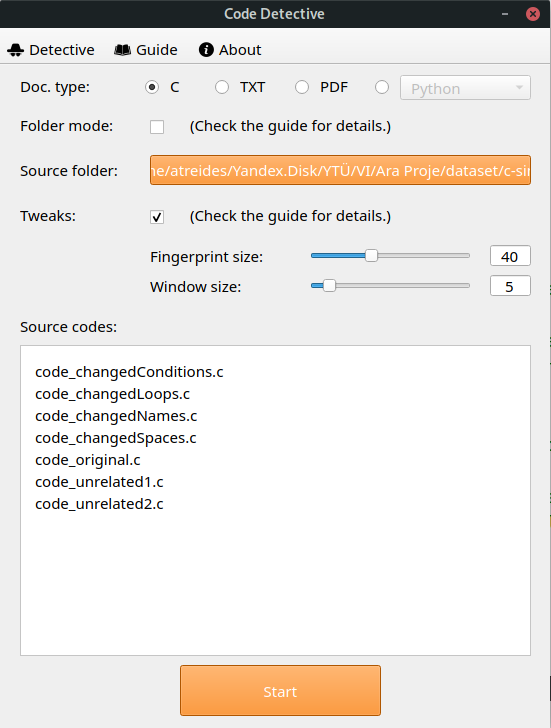 Code Detective
Detective Guide About
Doc. type: C TXT PDF Python
Folder mode: (Check the guide for details.)
Source folder: ne/atreides/Yandex.Disk/YTÜ/VI/Ara Proje/dataset/c-sin
Tweaks: (Check the guide for details.)
Fingerprint size: 40
Window size: 5
Source codes:
code_changedConditions.c
code_changedLoops.c
code_changedNames.c
code_changedSpaces.c
code_original.c
code_unrelated1.c
code_unrelated2.c
Start